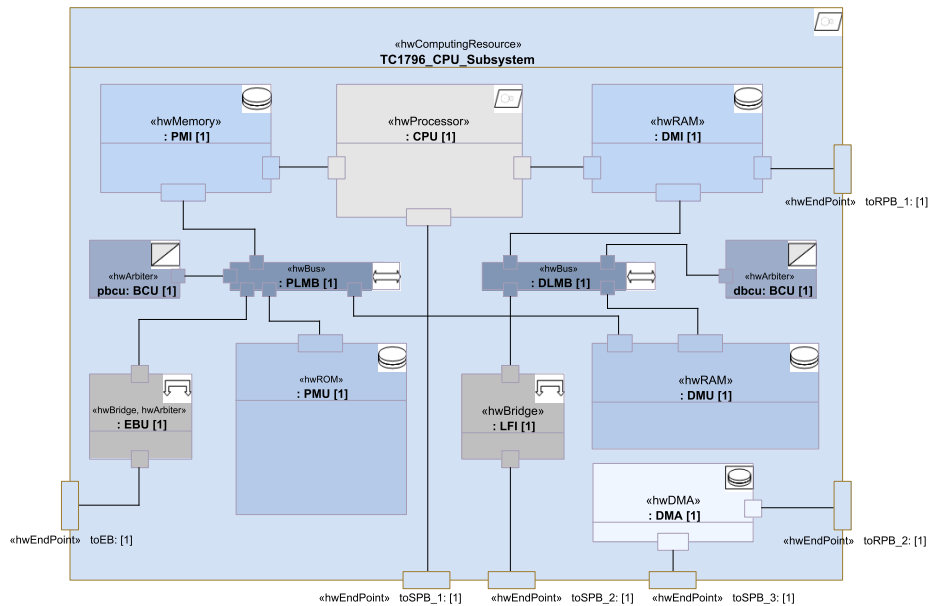 «hwComputingResource»
TC1796_CPU_Subsystem
«hwMemory»
: PMI [1]
«hwProcessor»
: CPU [1]
«hwRAM»
: DMI [1]
«hwEndPoint» toRPB_1: [1]
«hwArbiter»
pbcu: BCU [1]
«hwBus»
: PLMB [1]
«hwBus»
: DLMB [1]
«hwArbiter»
dbcu: BCU [1]
«hwBridge, hwArbiter»
: EBU [1]
«hwROM»
: PMU [1]
«hwBridge»
: LFI [1]
«hwRAM»
: DMU [1]
«hwDMA»
: DMA [1]
«hwEndPoint» toEB: [1]
«hwEndPoint» toRPB_2: [1]
«hwEndPoint» toSPB_1: [1]
«hwEndPoint» toSPB_2: [1]
«hwEndPoint» toSPB_3: [1]